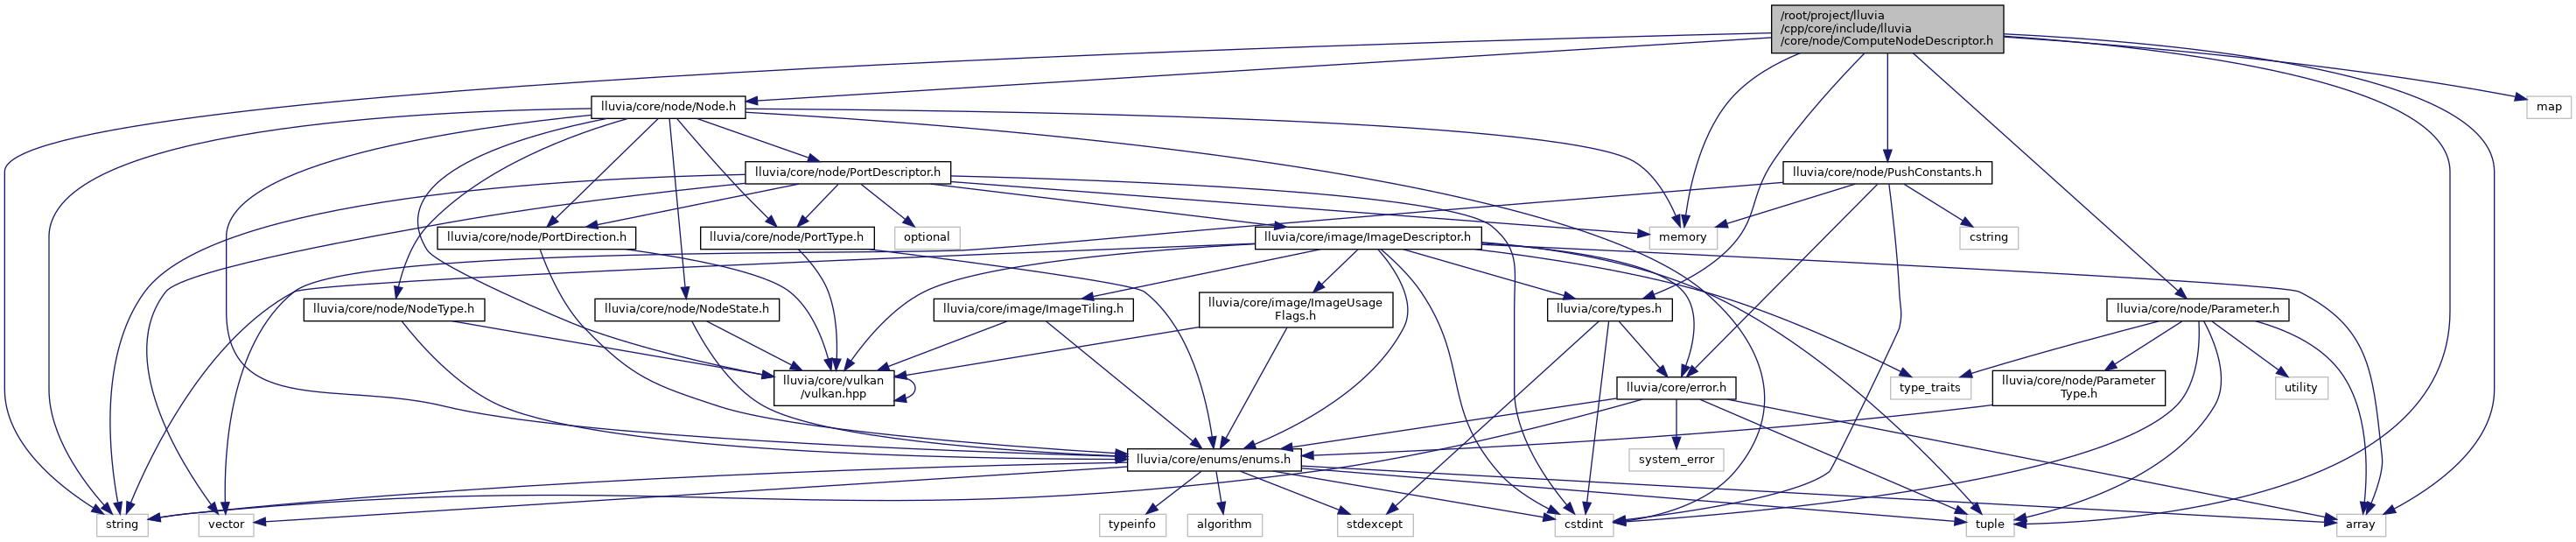 /root/project/lluvia
/cpp/core/include/lluvia
/core/node/ComputeNodeDescriptor.h
lluvia/core/node/Node.h
map
lluvia/core/node/PortDescriptor.h
lluvia/core/node/PushConstants.h
lluvia/core/node/PortDirection.h
lluvia/core/node/PortType.h
optional
lluvia/core/image/ImageDescriptor.h
memory
cstring
lluvia/core/node/NodeType.h
lluvia/core/node/NodeState.h
lluvia/core/image/ImageTiling.h
lluvia/core/image/ImageUsage
Flags.h
lluvia/core/types.h
lluvia/core/node/Parameter.h
lluvia/core/vulkan
/vulkan.hpp
lluvia/core/error.h
type_traits
lluvia/core/node/Parameter
Type.h
utility
lluvia/core/enums/enums.h
system_error
string
vector
typeinfo
algorithm
stdexcept
cstdint
tuple
array